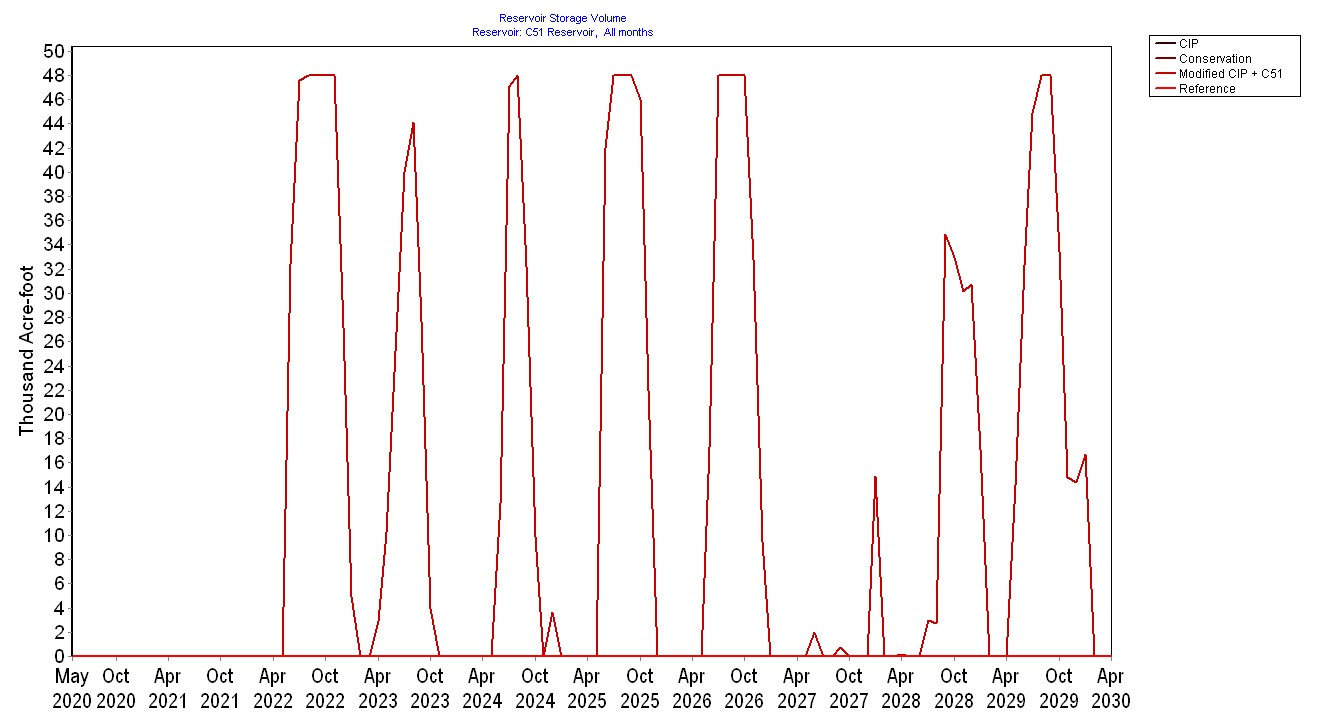 Reservoir Storage Volume
Reservoir: C51 Reservoir,  All months
CIP
Conservation
Modified CIP + C51
Reference
Thousand Acre-foot
50
48
46
44
42
40
38
36
34
32
30
28
26
24
22
20
18
16
14
12
10
8
6
4
2
0
May Oct Apr Oct Apr Oct Apr Oct Apr Oct Apr Oct Apr Oct Apr Oct Apr Oct Apr Oct Apr
2020 2020 2021 2021 2022 2022 2023 2023 2024 2024 2025 2025 2026 2026 2027 2027 2028 2028 2029 2029 2030